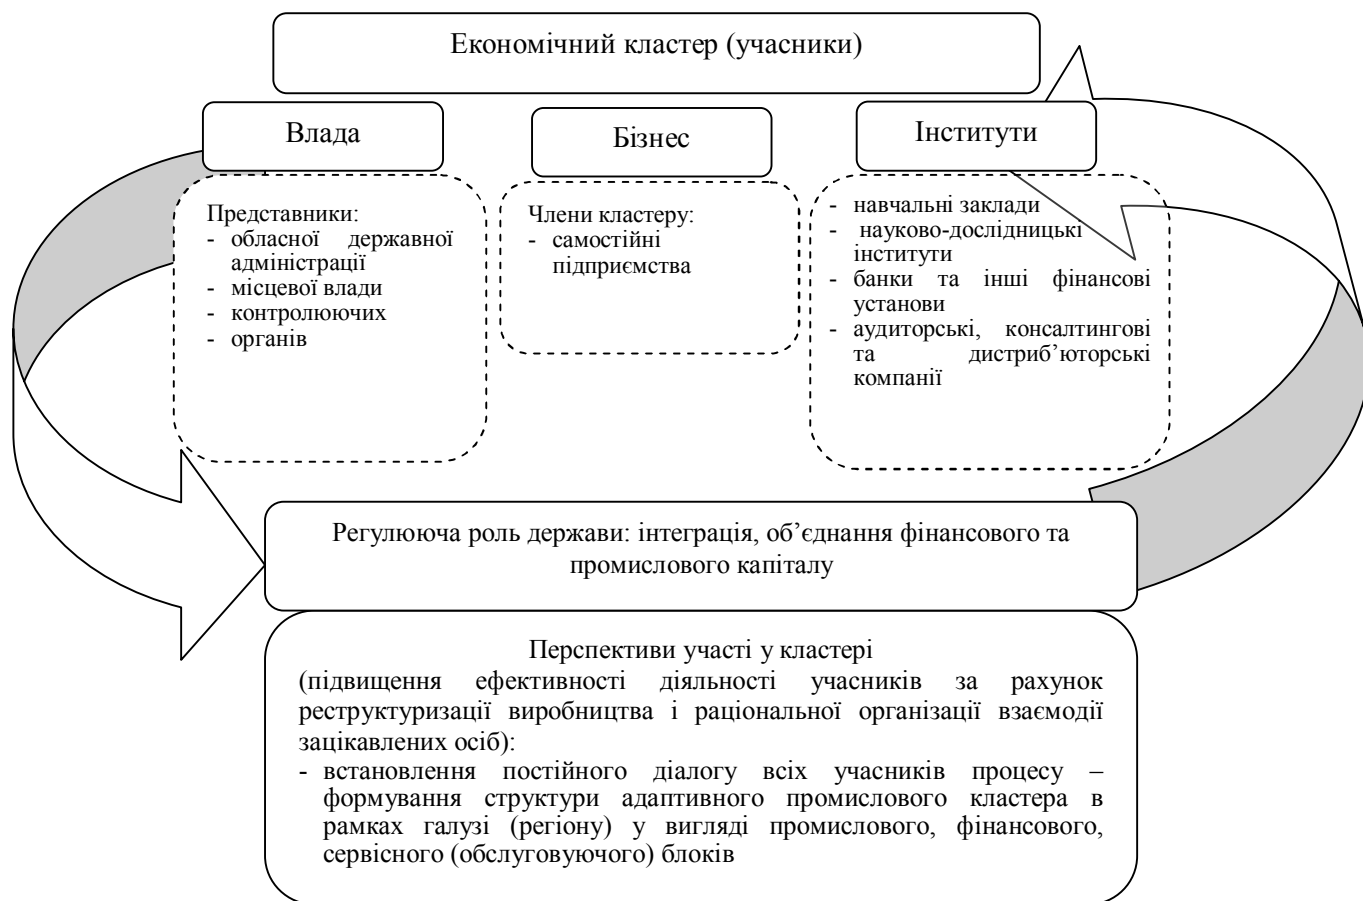 Економічний кластер (учасники)
Влада
Бізнес
Інститути
Представники:
- обласної державної
адміністрації
- місцевої влади
- контролюючих
- органів
Члени кластеру:
- самостійні
підприємства
- навчальні заклади
- науково-дослідницькі
інститути
- банки та інші фінансові
установи
- аудиторські, консалтингові
та дистриб’юторські
компанії
Регулююча роль держави: інтеграція, об’єднання фінансового та
промислового капіталу
Перспективи участі у кластері
(підвищення ефективності діяльності учасників за рахунок
реструктуризації виробництва і раціональної організації взаємодії
зацікавлених осіб):
- встановлення постійного діалогу всіх учасників процесу –
формування структури адаптивного промислового кластера в
рамках галузі (регіону) у вигляді промислового, фінансового,
сервісного (обслуговуючого) блоків